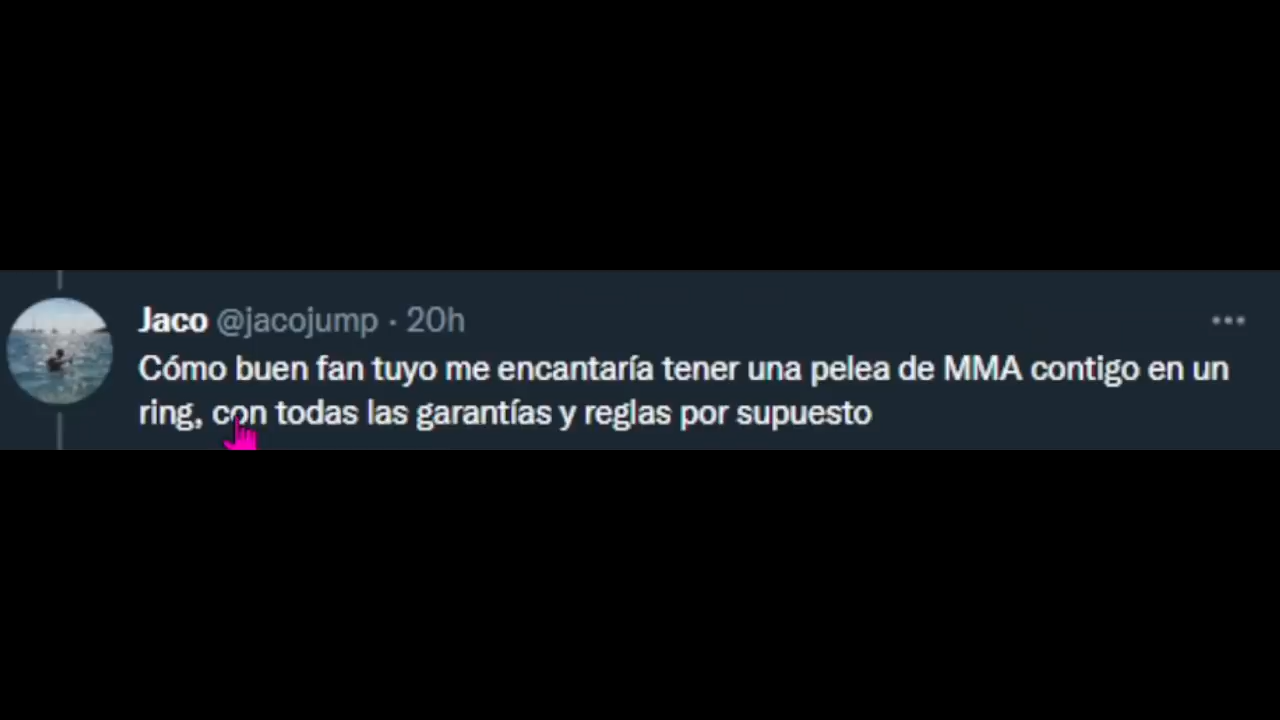 Jaco @jacojump · 20h
Cómo buen fan tuyo me encantaría tener una pelea de MMA contigo en un
ring, con todas las garantías y reglas por supuesto